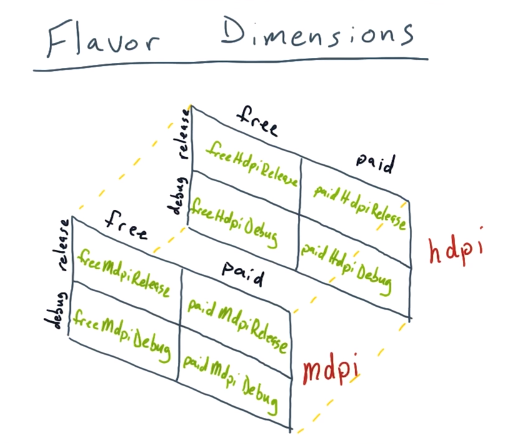 Flavor Dimensions
free
paid
release
freeHdpiRelease
paidHdpiRelease
debug
freeHdpiDebug
paidHdpiDebug
hdpi
free
paid
release
freeMdpiRelease
paidMdpiRelease
debug
freeMdpiDebug
paidMdpiDebug
mdpi